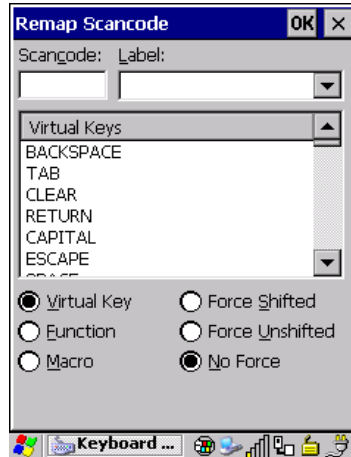 Remap Scancode OK ×
Scancode: Label:
Virtual Keys
BACKSPACE
TAB
CLEAR
RETURN
CAPITAL
ESCAPE
SPACE
Virtual Key Force Shifted
Function Force Unshifted
Macro No Force
Keyboard ...